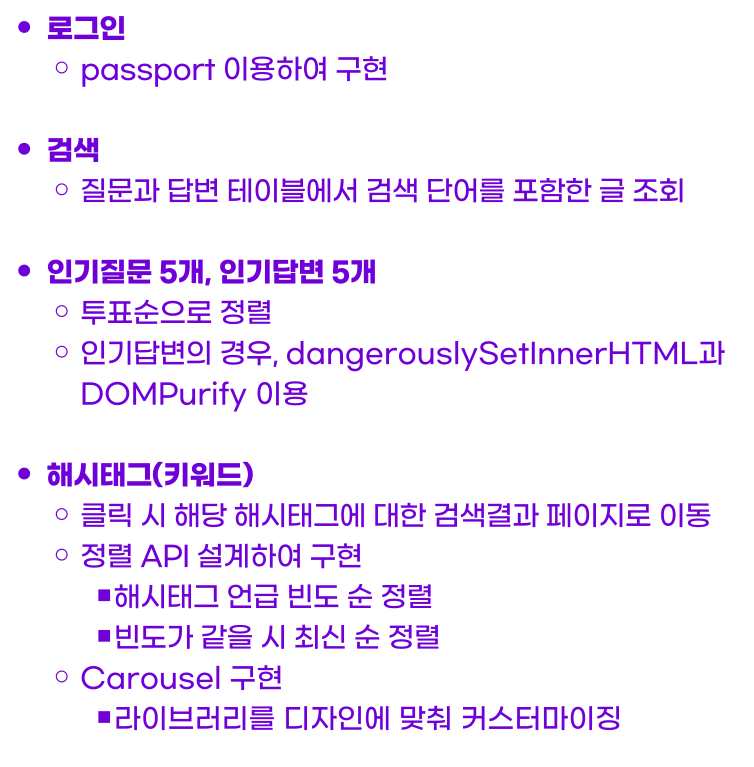 • 로그인
○ passport 이용하여 구현
• 검색
○ 질문과 답변 테이블에서 검색 단어를 포함한 글 조회
• 인기질문 5개, 인기답변 5개
○ 투표순으로 정렬
○ 인기답변의 경우, dangerouslySetInnerHTML과
DOMPurify 이용
• 해시태그(키워드)
○ 클릭 시 해당 해시태그에 대한 검색결과 페이지로 이동
○ 정렬 API 설계하여 구현
■해시태그 언급 빈도 순 정렬
■빈도가 같을 시 최신 순 정렬
○ Carousel 구현
■라이브러리를 디자인에 맞춰 커스터마이징